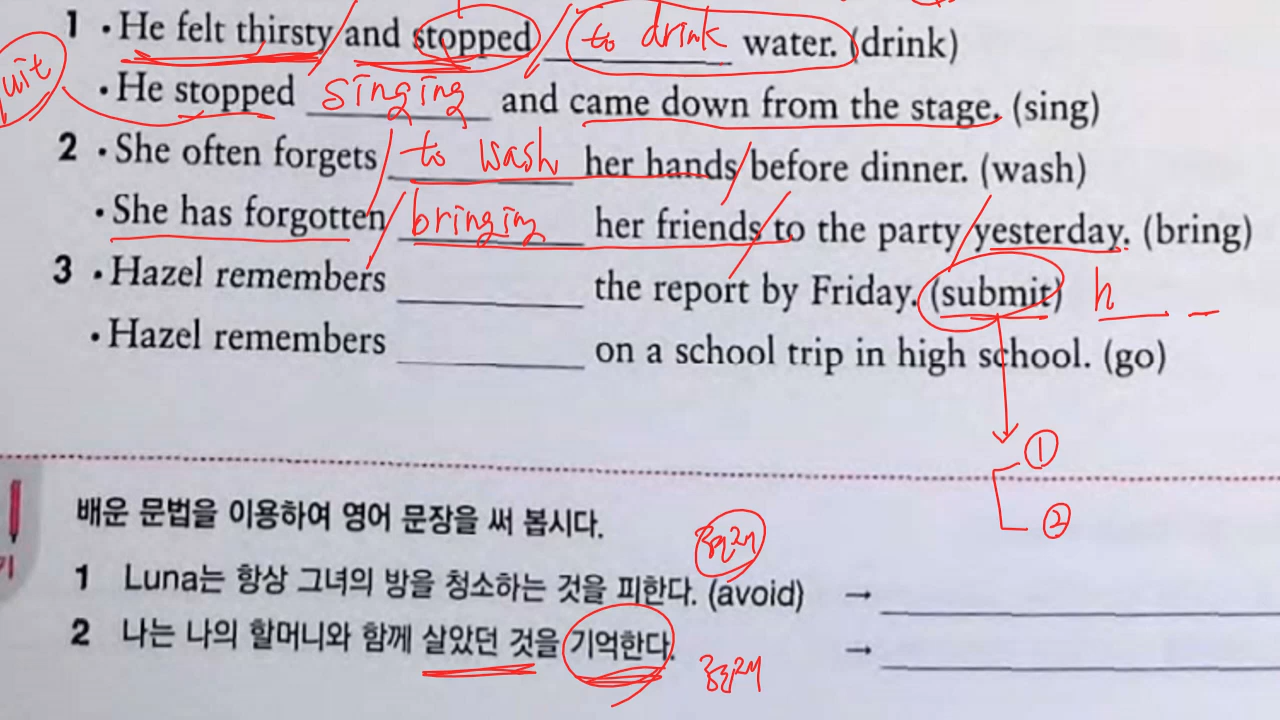 1 • He felt thirsty and stopped to drink water. (drink)
uit
• He stopped singing and came down from the stage. (sing)
2 • She often forgets to wash her hands before dinner. (wash)
• She has forgotten bringing her friends to the party yesterday. (bring)
3 • Hazel remembers ____ the report by Friday. (submit) h
• Hazel remembers ____ on a school trip in high school. (go)
①
②
배운 문법을 이용하여 영어 문장을 써 봅시다.
기
1 Luna는 항상 그녀의 방을 청소하는 것을 피한다. (avoid) →
2 나는 나의 할머니와 함께 살았던 것을 기억한다. →